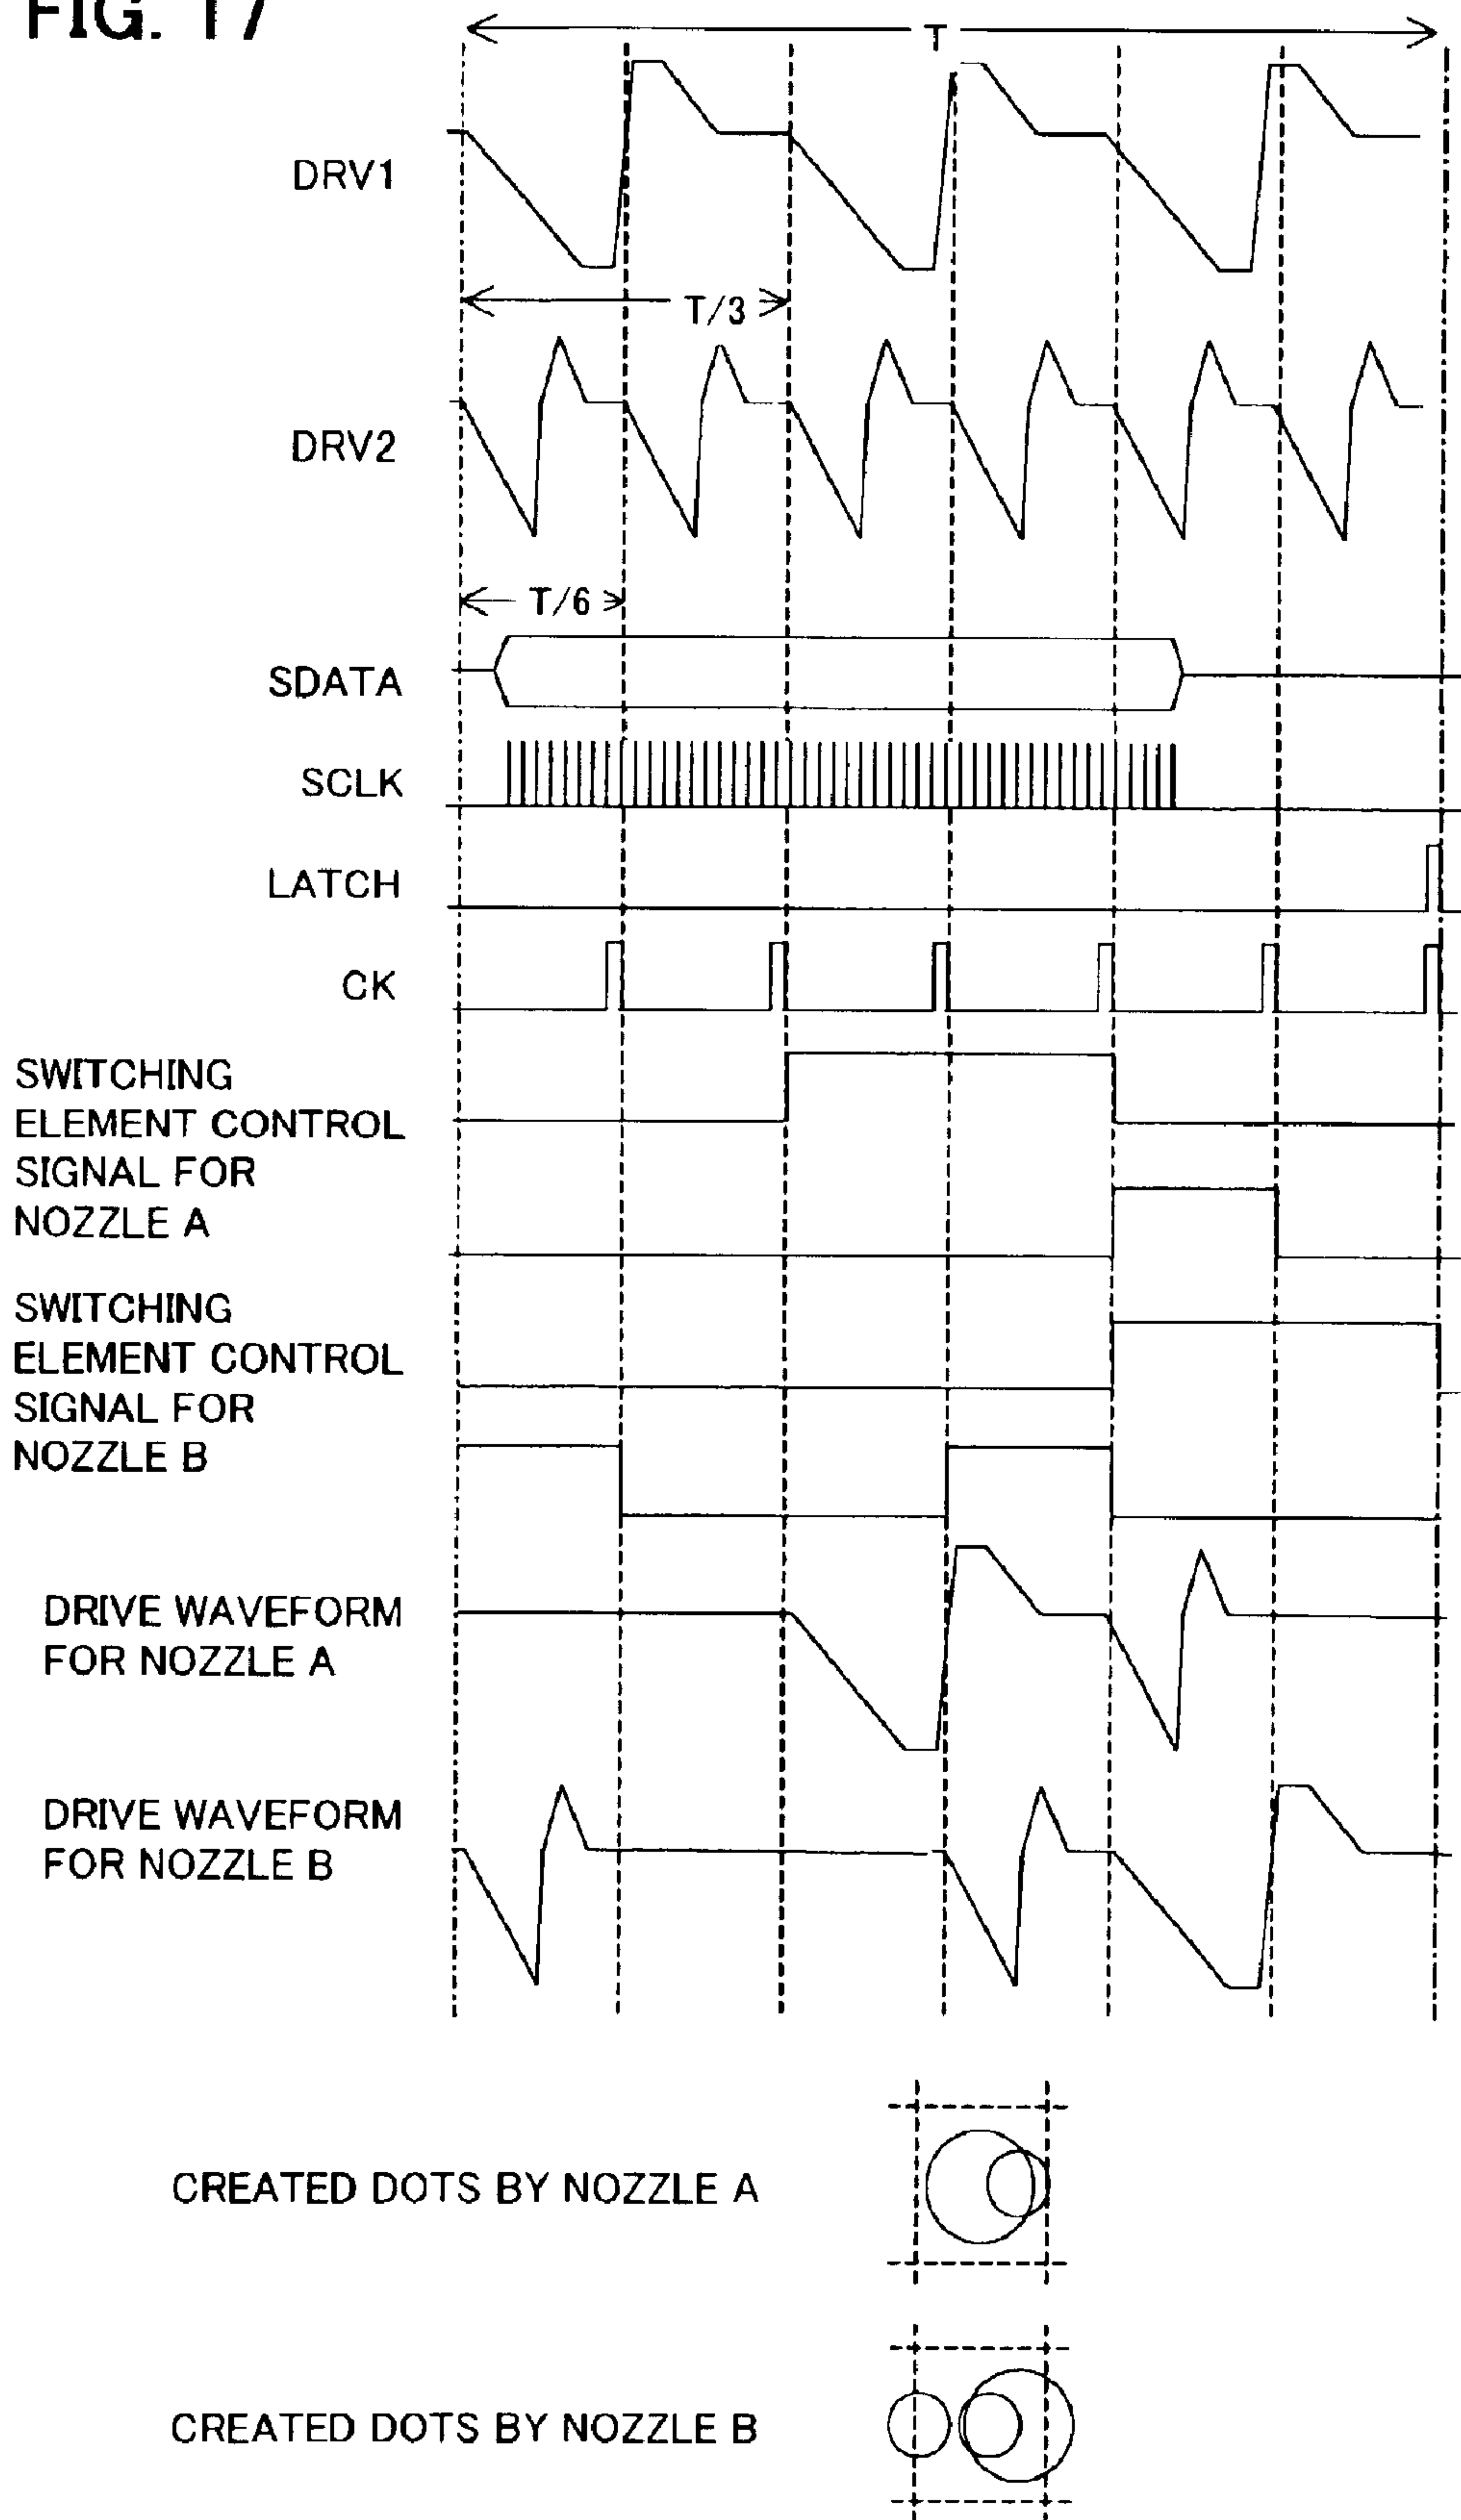 FIG. 17
T
DRV1
T/3
DRV2
T/6
SDATA
SCLK
LATCH
CK
SWITCHING
ELEMENT CONTROL
SIGNAL FOR
NOZZLE A
SWITCHING
ELEMENT CONTROL
SIGNAL FOR
NOZZLE B
DRIVE WAVEFORM
FOR NOZZLE A
DRIVE WAVEFORM
FOR NOZZLE B
CREATED DOTS BY NOZZLE A
CREATED DOTS BY NOZZLE B